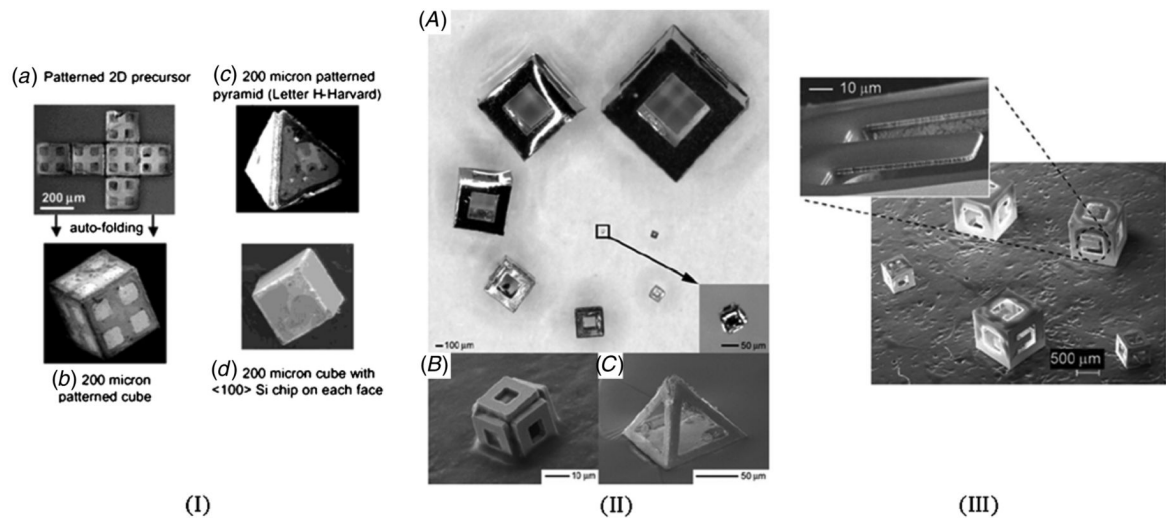 (a) Patterned 2D precursor
200 μm
auto-folding
(b) 200 micron
patterned cube
(c) 200 micron patterned
pyramid (Letter H-Harvard)
(d) 200 micron cube with
<100> Si chip on each face
(I)
(A)
100 μm
50 μm
(B)
10 μm
(C)
50 μm
(II)
10 μm
500 μm
(III)